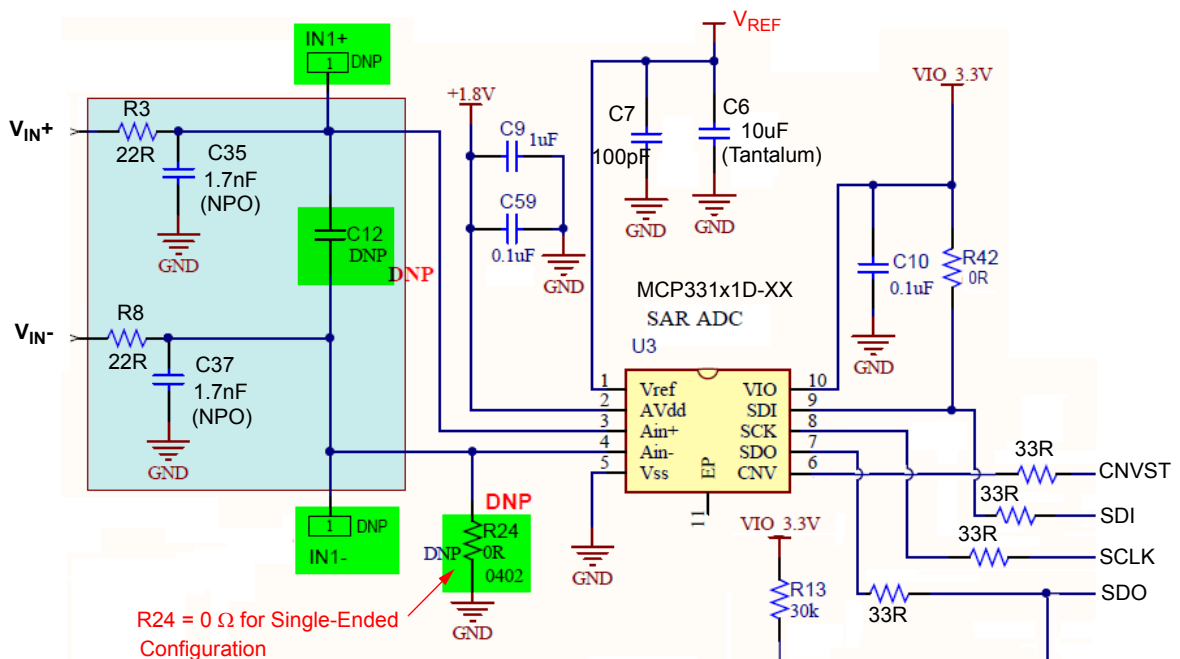 IN1+
1 DNP
V_IN+
R3
22R
C35
1.7nF
(NPO)
GND
C12
DNP
DNP
V_IN-
R8
22R
C37
1.7nF
(NPO)
GND
1 DNP
IN1-
+1.8V
C9
1uF
C59
0.1uF
GND
V_REF
C7
100pF
GND
C6
10uF
(Tantalum)
GND
VIO_3.3V
C10
0.1uF
GND
R42
0R
MCP331x1D-XX
SAR ADC
U3
1 Vref VIO 10
2 AVdd SDI 9
3 Ain+ SCK 8
4 Ain- SDO 7
5 Vss EP CNV 6
11
GND
DNP
R24
DNP 0R
0402
GND
R24 = 0 Ω for Single-Ended
Configuration
VIO_3.3V
R13
30k
33R
CNVST
33R
SDI
33R
SCLK
33R
SDO